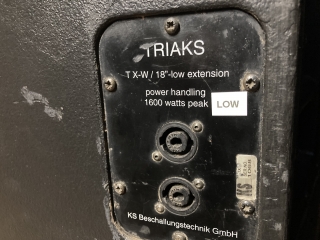 TRIAKS
T X-W / 18"-low extension
power handling
1600 watts peak
LOW
KS Beschallungstechnik GmbH